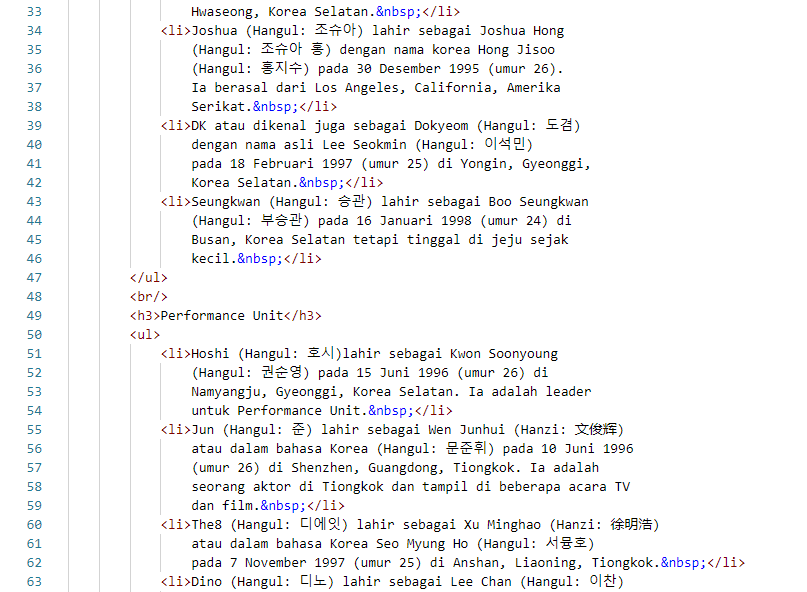 33 Hwaseong, Korea Selatan.&nbsp;</li>
34 <li>Joshua (Hangul: 조슈아) lahir sebagai Joshua Hong
35 (Hangul: 조슈아 홍) dengan nama korea Hong Jisoo
36 (Hangul: 홍지수) pada 30 Desember 1995 (umur 26).
37 Ia berasal dari Los Angeles, California, Amerika
38 Serikat.&nbsp;</li>
39 <li>DK atau dikenal juga sebagai Dokyeom (Hangul: 도겸)
40 dengan nama asli Lee Seokmin (Hangul: 이석민)
41 pada 18 Februari 1997 (umur 25) di Yongin, Gyeonggi,
42 Korea Selatan.&nbsp;</li>
43 <li>Seungkwan (Hangul: 승관) lahir sebagai Boo Seungkwan
44 (Hangul: 부승관) pada 16 Januari 1998 (umur 24) di
45 Busan, Korea Selatan tetapi tinggal di jeju sejak
46 kecil.&nbsp;</li>
47 </ul>
48 <br/>
49 <h3>Performance Unit</h3>
50 <ul>
51 <li>Hoshi (Hangul: 호시)lahir sebagai Kwon Soonyoung
52 (Hangul: 권순영) pada 15 Juni 1996 (umur 26) di
53 Namyangju, Gyeonggi, Korea Selatan. Ia adalah leader
54 untuk Performance Unit.&nbsp;</li>
55 <li>Jun (Hangul: 준) lahir sebagai Wen Junhui (Hanzi: 文俊辉)
56 atau dalam bahasa Korea (Hangul: 문준휘) pada 10 Juni 1996
57 (umur 26) di Shenzhen, Guangdong, Tiongkok. Ia adalah
58 seorang aktor di Tiongkok dan tampil di beberapa acara TV
59 dan film.&nbsp;</li>
60 <li>The8 (Hangul: 디에잇) lahir sebagai Xu Minghao (Hanzi: 徐明浩)
61 atau dalam bahasa Korea Seo Myung Ho (Hangul: 서명호)
62 pada 7 November 1997 (umur 25) di Anshan, Liaoning, Tiongkok.&nbsp;</li>
63 <li>Dino (Hangul: 디노) lahir sebagai Lee Chan (Hangul: 이찬)